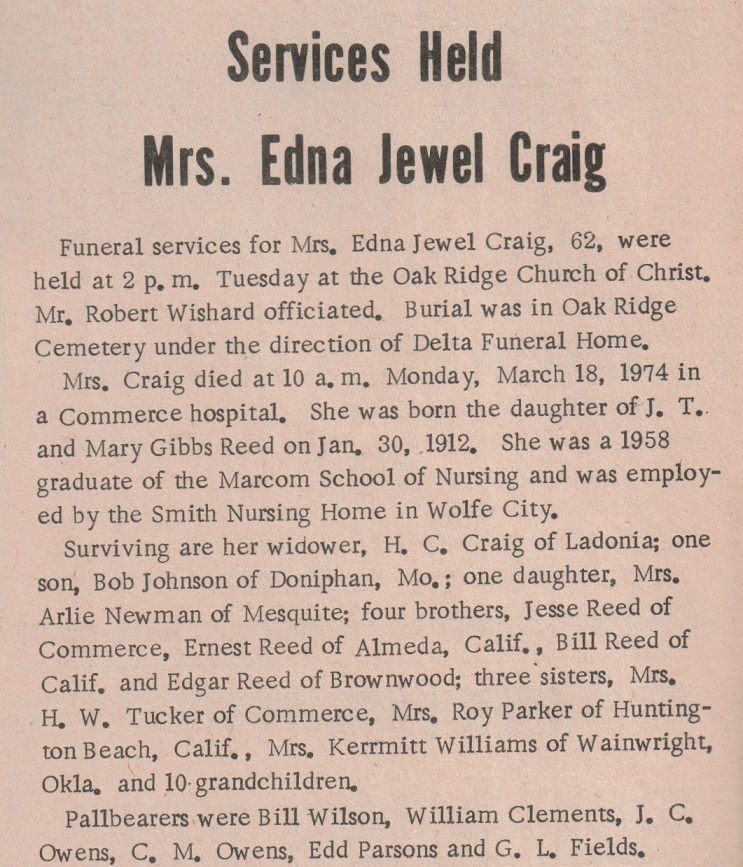 Services Held
Mrs. Edna Jewel Craig
Funeral services for Mrs. Edna Jewel Craig, 62, were
held at 2 p.m. Tuesday at the Oak Ridge Church of Christ.
Mr. Robert Wishard officiated. Burial was in Oak Ridge
Cemetery under the direction of Delta Funeral Home.
Mrs. Craig died at 10 a.m. Monday, March 18, 1974 in
a Commerce hospital. She was born the daughter of J. T.
and Mary Gibbs Reed on Jan. 30, 1912. She was a 1958
graduate of the Marcom School of Nursing and was employ-
ed by the Smith Nursing Home in Wolfe City.
Surviving are her widower, H. C. Craig of Ladonia; one
son, Bob Johnson of Doniphan, Mo.; one daughter, Mrs.
Arlie Newman of Mesquite; four brothers, Jesse Reed of
Commerce, Ernest Reed of Almeda, Calif., Bill Reed of
Calif. and Edgar Reed of Brownwood; three sisters, Mrs.
H. W. Tucker of Commerce, Mrs. Roy Parker of Hunting-
ton Beach, Calif., Mrs. Kerrmitt Williams of Wainwright,
Okla. and 10 grandchildren.
Pallbearers were Bill Wilson, William Clements, J. C.
Owens, C. M. Owens, Edd Parsons and G. L. Fields.